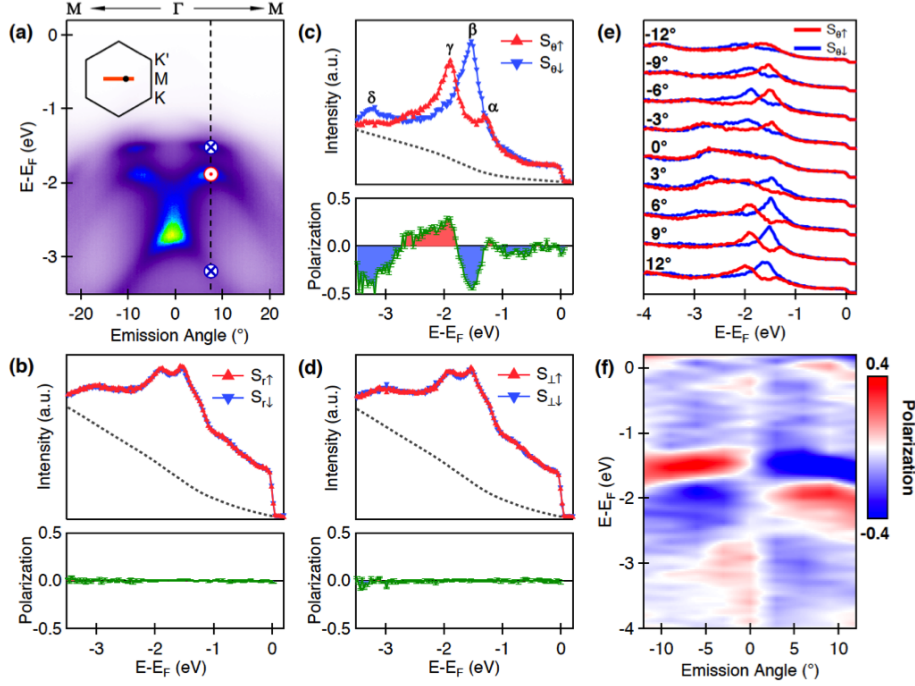 M Γ M
(a)
K'
M
K
0
-1
-2
-3
E-E_F (eV)
-20 -10 0 10 20
Emission Angle (°)
(b)
S_r↑
S_r↓
Intensity (a.u.)
0.5
0.0
-0.5
Polarization
-3 -2 -1 0
E-E_F (eV)
(c)
γ
β
α
δ
S_θ↑
S_θ↓
Intensity (a.u.)
0.5
0.0
-0.5
Polarization
-3 -2 -1 0
E-E_F (eV)
(d)
S_⊥↑
S_⊥↓
Intensity (a.u.)
0.5
0.0
-0.5
Polarization
-3 -2 -1 0
E-E_F (eV)
(e)
S_θ↑
S_θ↓
-12°
-9°
-6°
-3°
0°
3°
6°
9°
12°
-4 -3 -2 -1 0
E-E_F (eV)
(f)
0
-1
-2
-3
-4
E-E_F (eV)
-10 -5 0 5 10
Emission Angle (°)
0.4
-0.4
Polarization